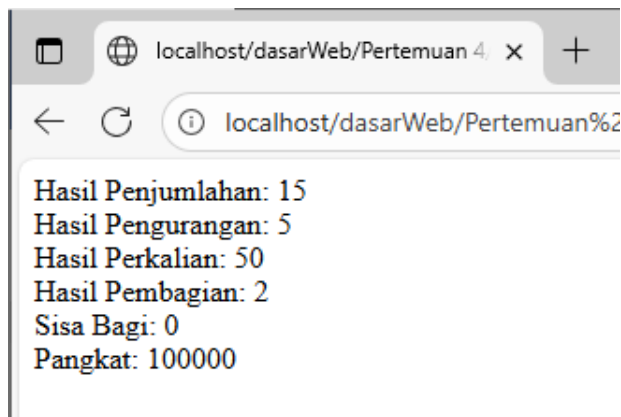 localhost/dasarWeb/Pertemuan 4
localhost/dasarWeb/Pertemuan%2
Hasil Penjumlahan: 15
Hasil Pengurangan: 5
Hasil Perkalian: 50
Hasil Pembagian: 2
Sisa Bagi: 0
Pangkat: 100000